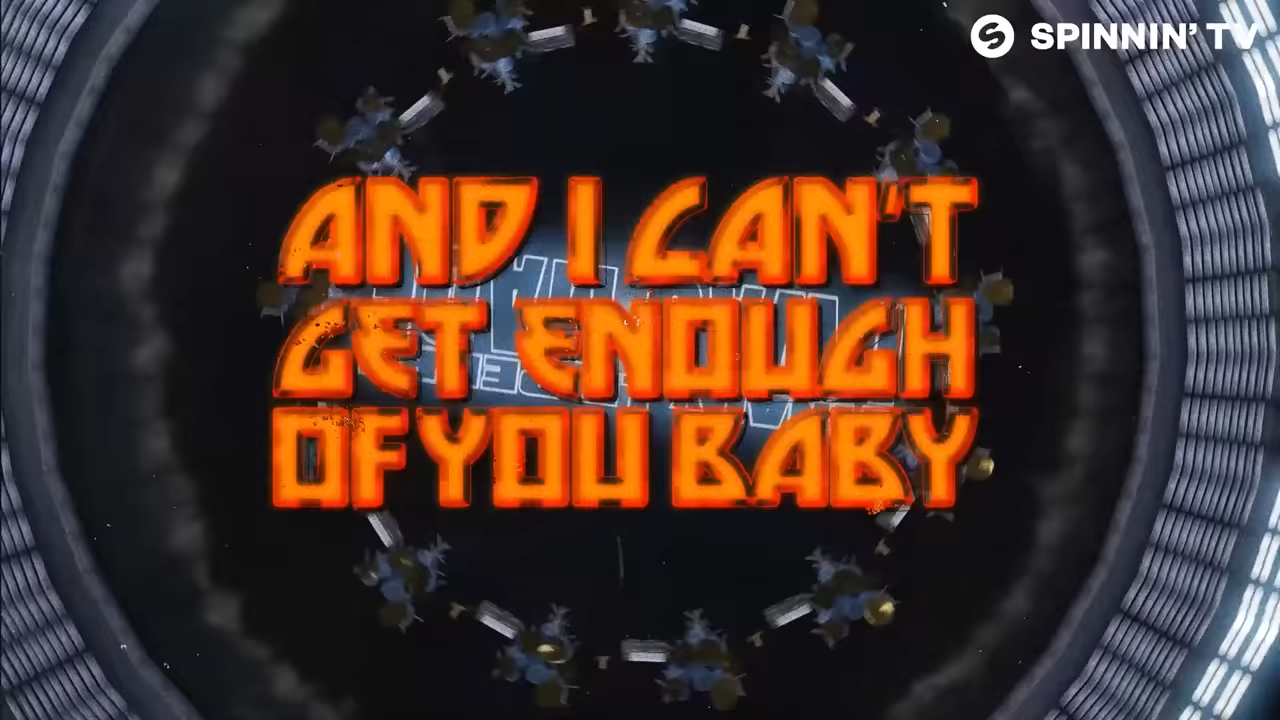 SPINNIN' TV
AND I CAN'T
GET ENOUGH
OF YOU BABY